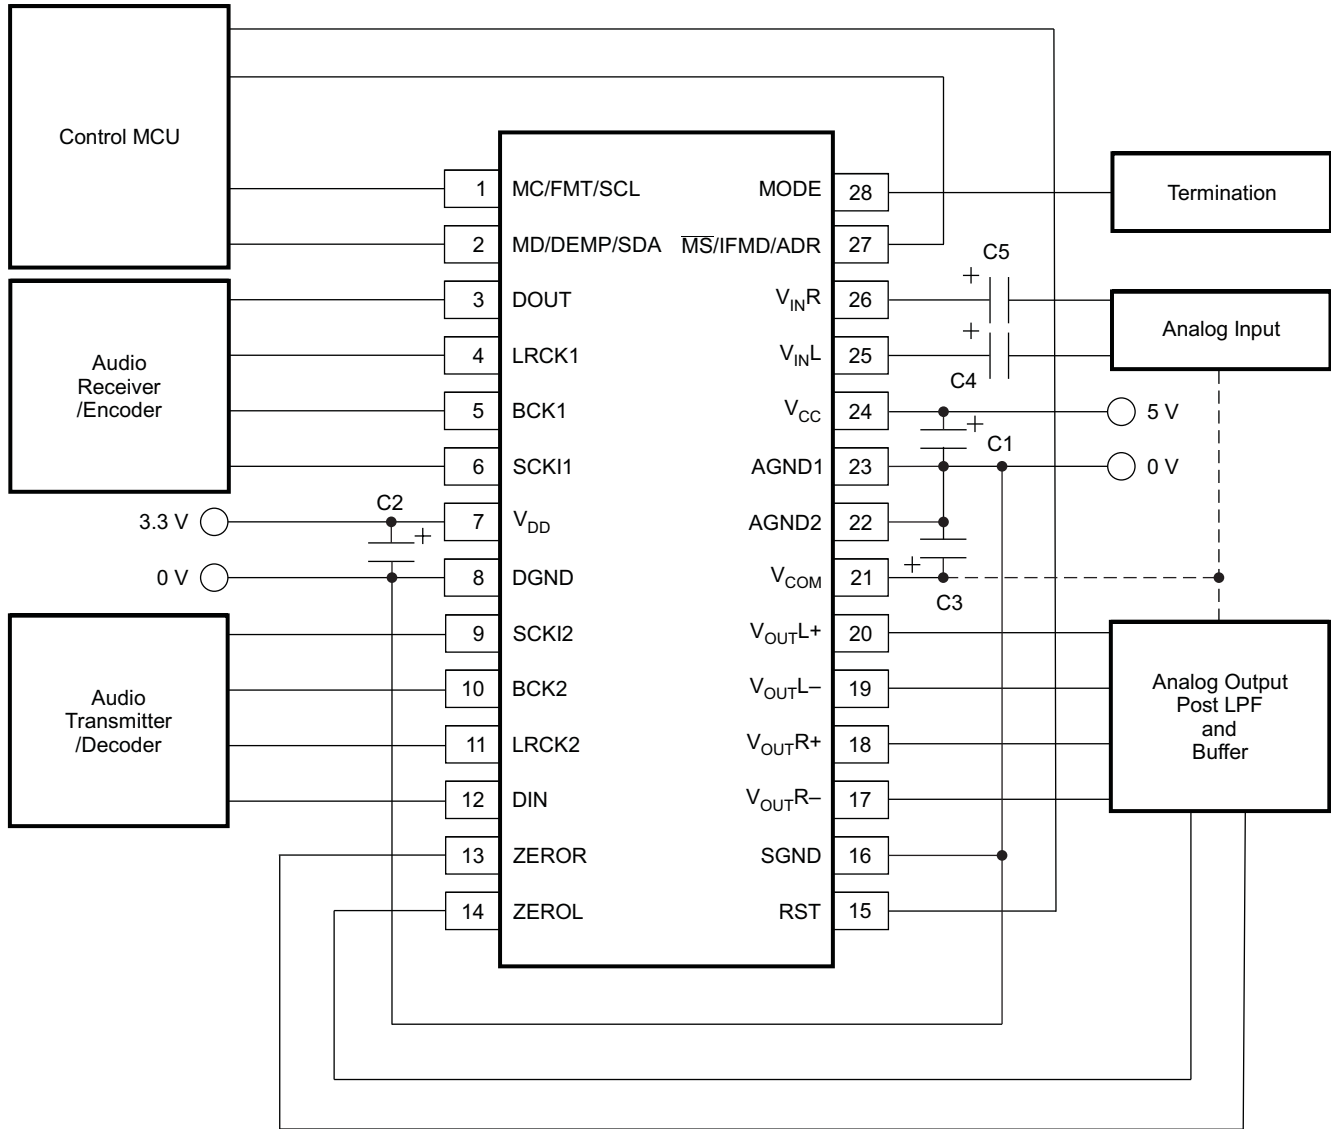 Control MCU
Audio
Receiver
/Encoder
3.3 V
0 V
C2
+
Audio
Transmitter
/Decoder
1 MC/FMT/SCL
2 MD/DEMP/SDA
3 DOUT
4 LRCK1
5 BCK1
6 SCKI1
7 VDD
8 DGND
9 SCKI2
10 BCK2
11 LRCK2
12 DIN
13 ZEROR
14 ZEROL
MODE 28
M̅S̅/IFMD/ADR 27
VINR 26
VINL 25
VCC 24
AGND1 23
AGND2 22
VCOM 21
VOUTL+ 20
VOUTL– 19
VOUTR+ 18
VOUTR– 17
SGND 16
RST 15
C5
+
+
C4
+
C1
+
C3
Termination
Analog Input
5 V
0 V
Analog Output
Post LPF
and
Buffer